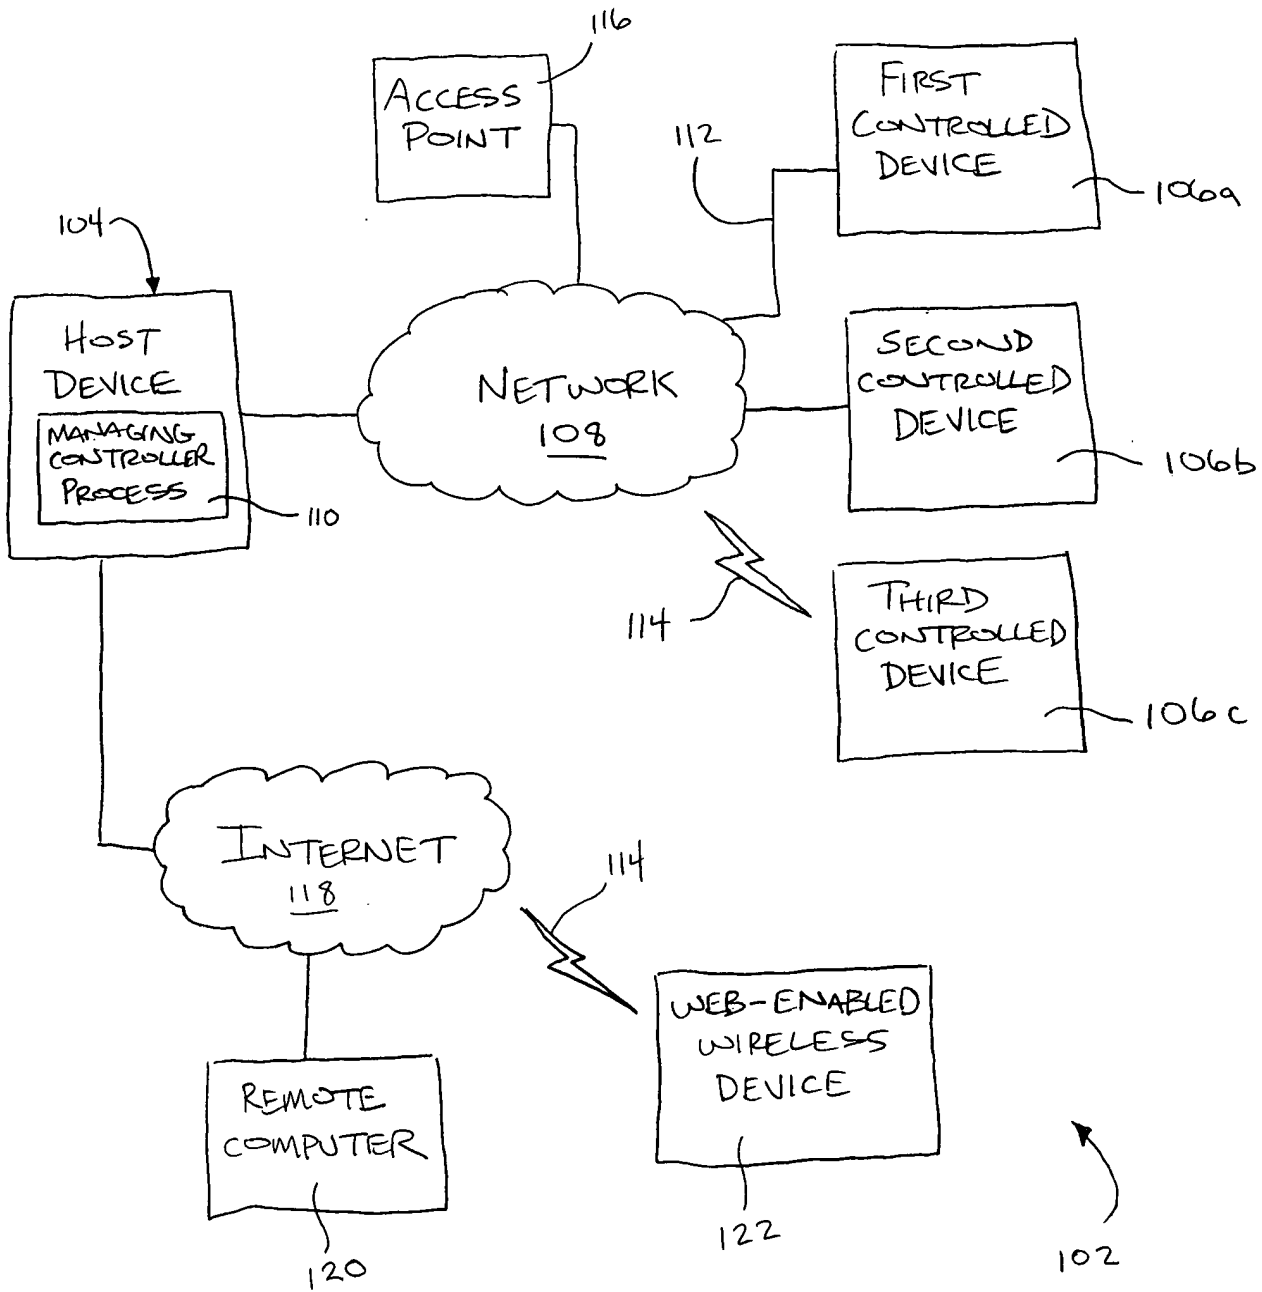 116
ACCESS
POINT
FIRST
CONTROLLED
DEVICE
112
106a
104
HOST
DEVICE
MANAGING
CONTROLLER
PROCESS
110
NETWORK
108
SECOND
CONTROLLED
DEVICE
106b
114
THIRD
CONTROLLED
DEVICE
106c
INTERNET
118
114
WEB-ENABLED
WIRELESS
DEVICE
122
REMOTE
COMPUTER
120
102